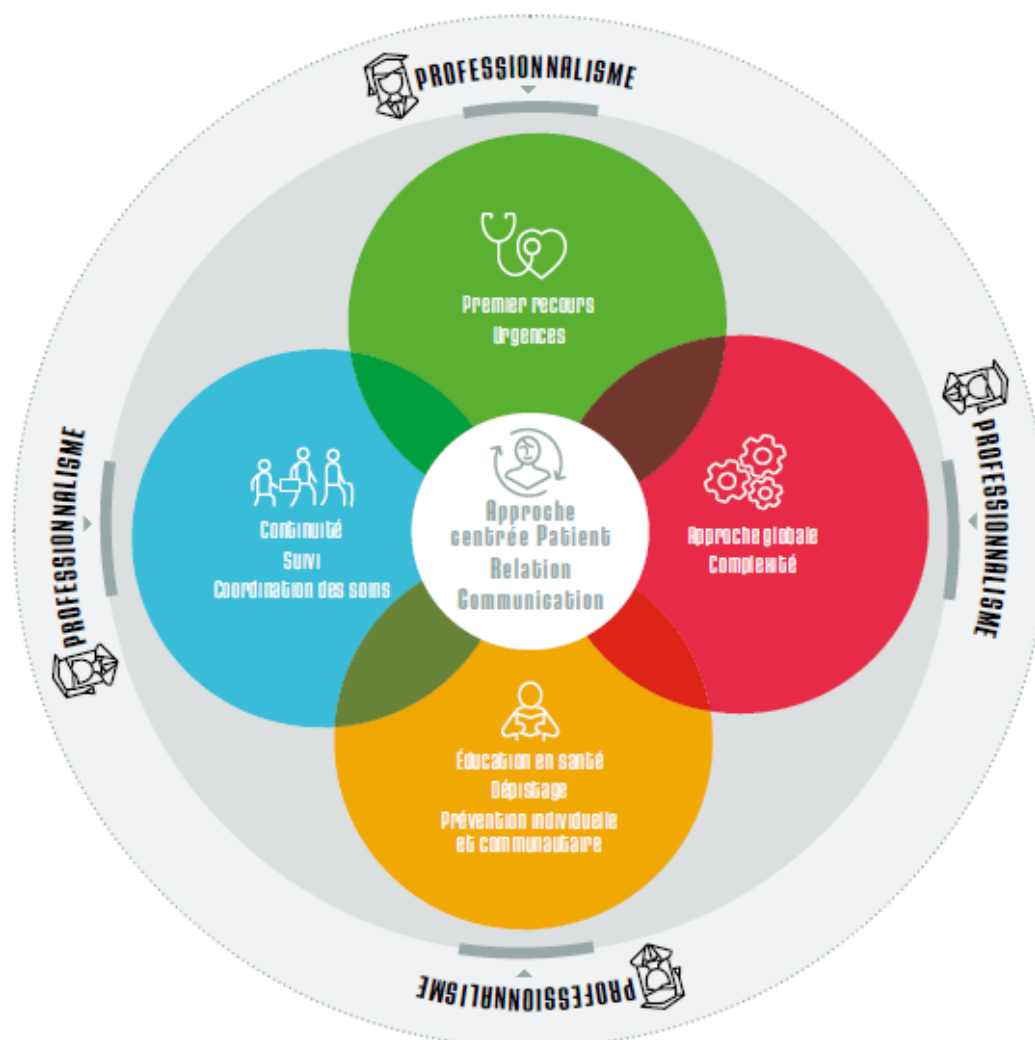 PROFESSIONNALISME
Premier recours
Urgences
PROFESSIONNALISME
Continuité
Suivi
Coordination des soins
Approche
centrée Patient
Relation
Communication
Approche globale
Complexité
PROFESSIONNALISME
Éducation en santé
Dépistage
Prévention individuelle
et communautaire
PROFESSIONNALISME